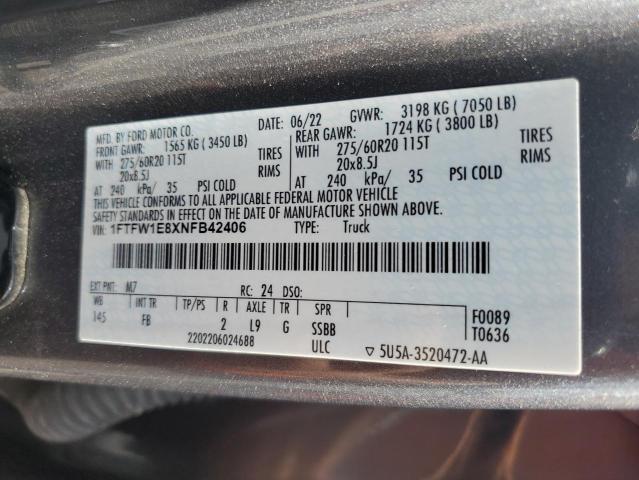 MFD. BY FORD MOTOR CO.
DATE: 06/22 GVWR: 3198 KG ( 7050 LB)
FRONT GAWR: 1565 KG ( 3450 LB)
REAR GAWR: 1724 KG ( 3800 LB)
WITH 275/60R20 115T TIRES
WITH 275/60R20 115T TIRES
20x8.5J RIMS
20x8.5J RIMS
AT 240 kPa/ 35 PSI COLD
AT 240 kPa/ 35 PSI COLD
THIS VEHICLE CONFORMS TO ALL APPLICABLE FEDERAL MOTOR VEHICLE
SAFETY STANDARDS IN EFFECT ON THE DATE OF MANUFACTURE SHOWN ABOVE.
VIN: 1FTFW1E8XNFB42406 TYPE: Truck
EXT PNT: M7 RC: 24 DSO:
WB INT TR TP/PS R AXLE TR SPR F0089
145 FB 2 L9 G SSBB T0636
2202206024688 ULC ▽ 5U5A-3520472-AA